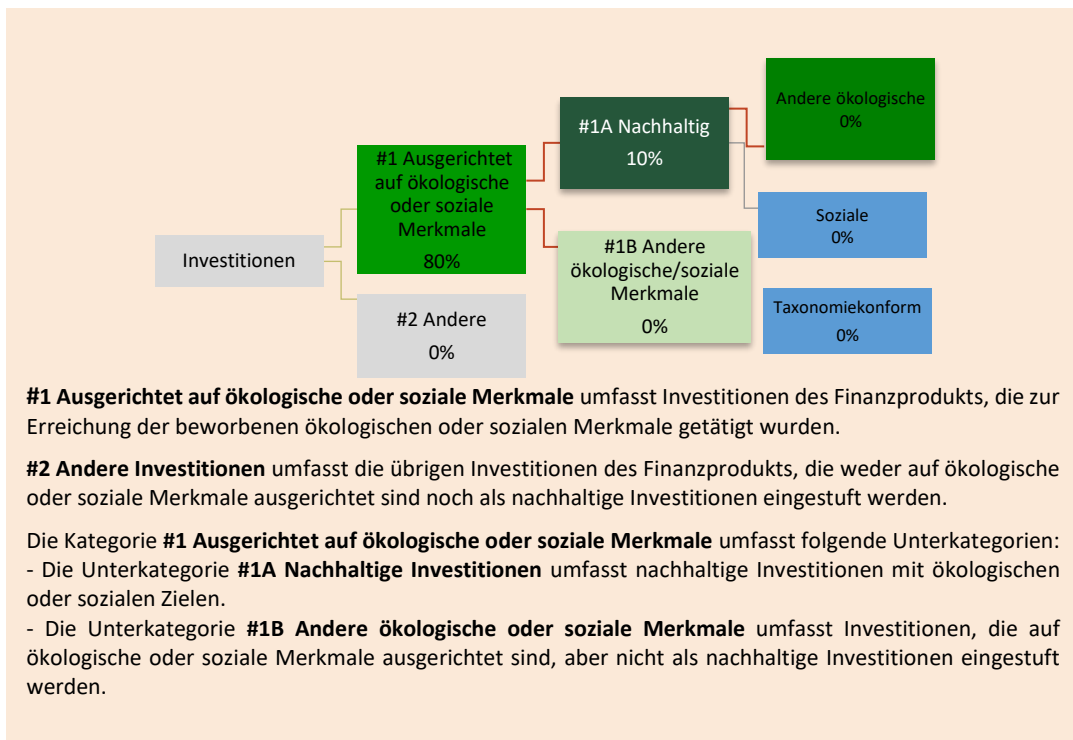 Investitionen
#1 Ausgerichtet
auf ökologische
oder soziale
Merkmale
80%
#2 Andere
0%
#1A Nachhaltig
10%
#1B Andere
ökologische/soziale
Merkmale
0%
Andere ökologische
0%
Soziale
0%
Taxonomiekonform
0%
#1 Ausgerichtet auf ökologische oder soziale Merkmale umfasst Investitionen des Finanzprodukts, die zur
Erreichung der beworbenen ökologischen oder sozialen Merkmale getätigt wurden.
#2 Andere Investitionen umfasst die übrigen Investitionen des Finanzprodukts, die weder auf ökologische
oder soziale Merkmale ausgerichtet sind noch als nachhaltige Investitionen eingestuft werden.
Die Kategorie #1 Ausgerichtet auf ökologische oder soziale Merkmale umfasst folgende Unterkategorien:
- Die Unterkategorie #1A Nachhaltige Investitionen umfasst nachhaltige Investitionen mit ökologischen
oder sozialen Zielen.
- Die Unterkategorie #1B Andere ökologische oder soziale Merkmale umfasst Investitionen, die auf
ökologische oder soziale Merkmale ausgerichtet sind, aber nicht als nachhaltige Investitionen eingestuft
werden.